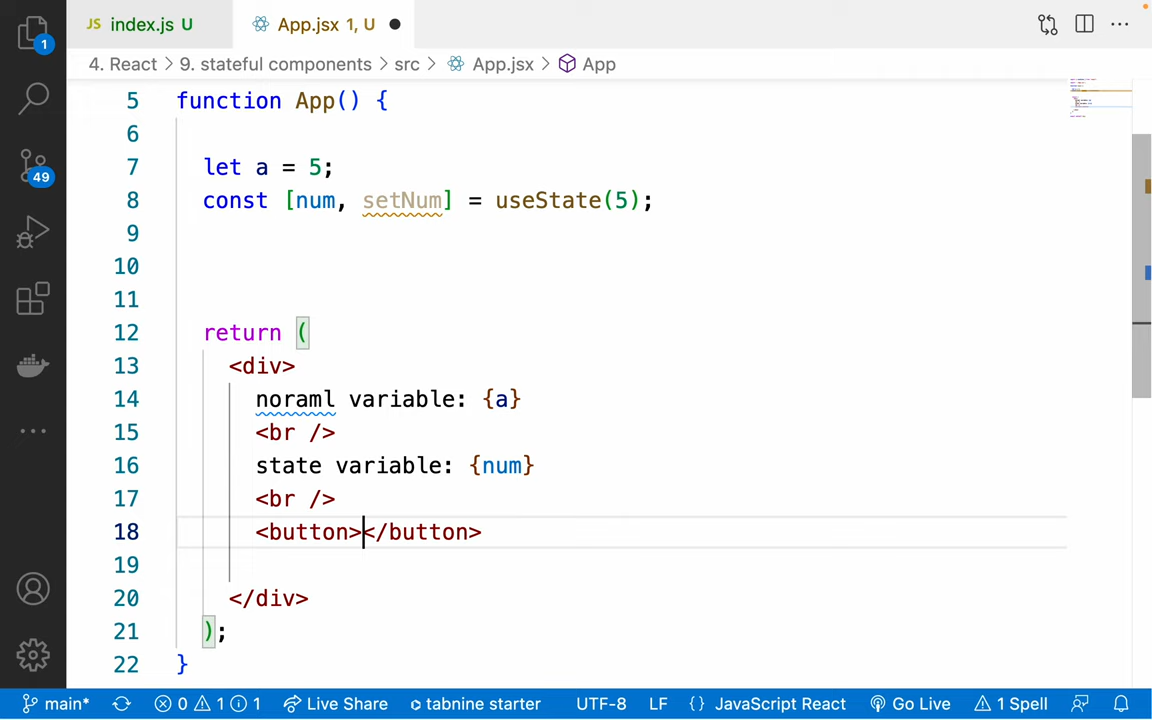 JS index.js U
App.jsx 1, U
1
4. React > 9. stateful components > src > App.jsx > App
5 function App() {
6
7 let a = 5;
49
8 const [num, setNum] = useState(5);
9
10
11
12 return (
13 <div>
14 noraml variable: {a}
15 <br />
16 state variable: {num}
17 <br />
18 <button></button>
19
20 </div>
21 );
22 }
main* 0 1 1 Live Share tabnine starter UTF-8 LF {} JavaScript React Go Live 1 Spell